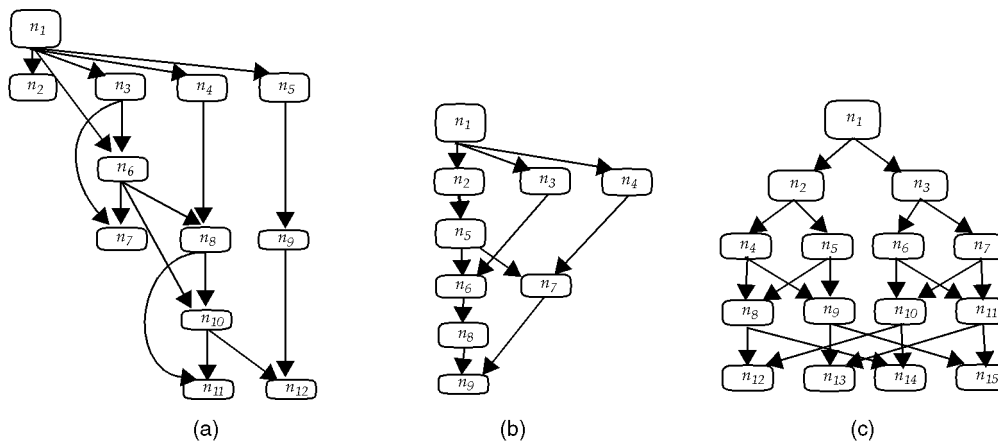 n1
n2 n3 n4 n5
n6
n7 n8 n9
n10
n11 n12
(a)
n1
n2 n3 n4
n5
n6 n7
n8
n9
(b)
n1
n2 n3
n4 n5 n6 n7
n8 n9 n10 n11
n12 n13 n14 n15
(c)